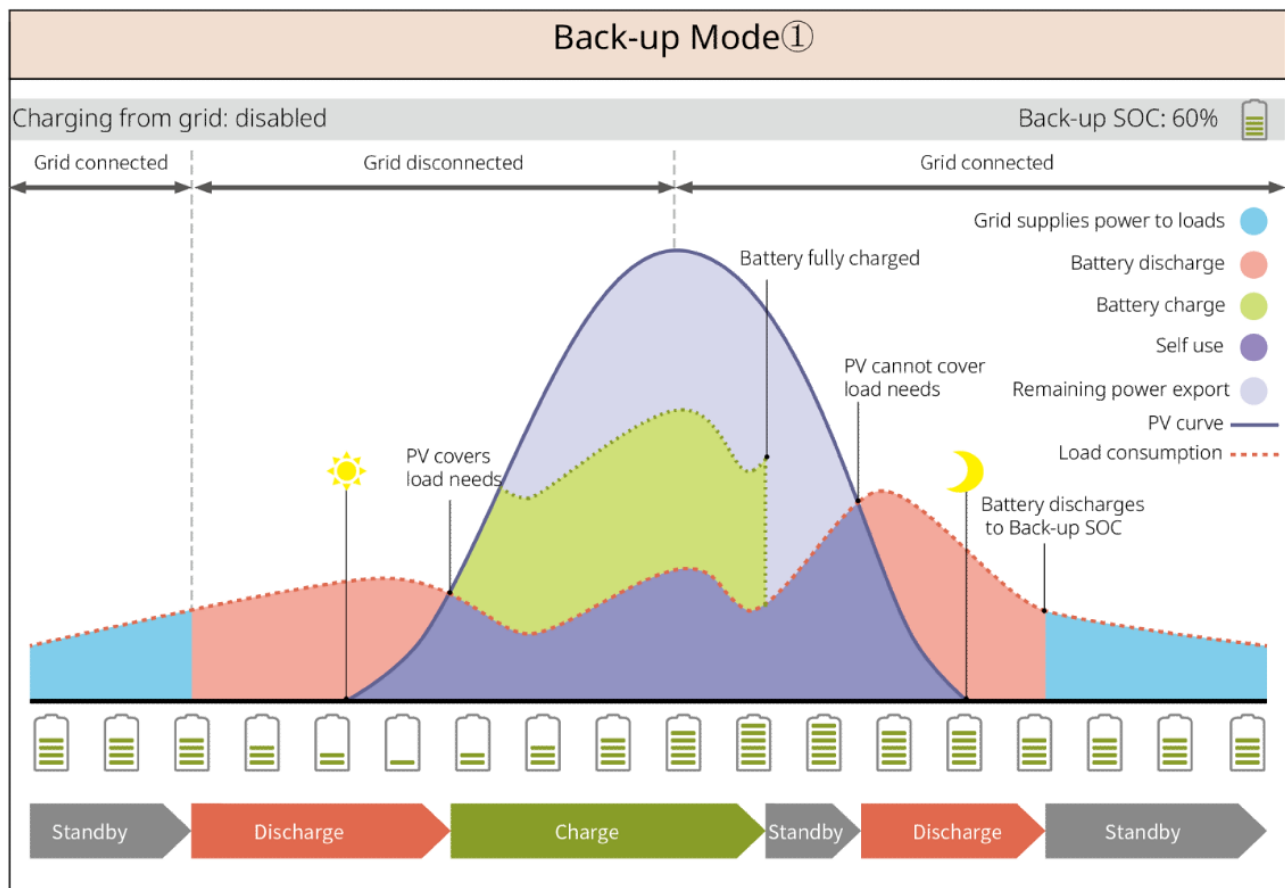 Back-up Mode①
Charging from grid: disabled
Back-up SOC: 60%
Grid connected
Grid disconnected
Grid connected
Grid supplies power to loads
Battery discharge
Battery charge
Self use
Remaining power export
PV curve
Load consumption
Battery fully charged
PV cannot cover
load needs
PV covers
load needs
Battery discharges
to Back-up SOC
Standby
Discharge
Charge
Standby
Discharge
Standby